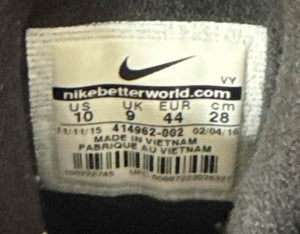 VY
nikebetterworld.com
US UK EUR cm
10 9 44 28
11/11/15 414962-002 02/04/16
MADE IN VIETNAM
FABRIQUE AU VIETNAM